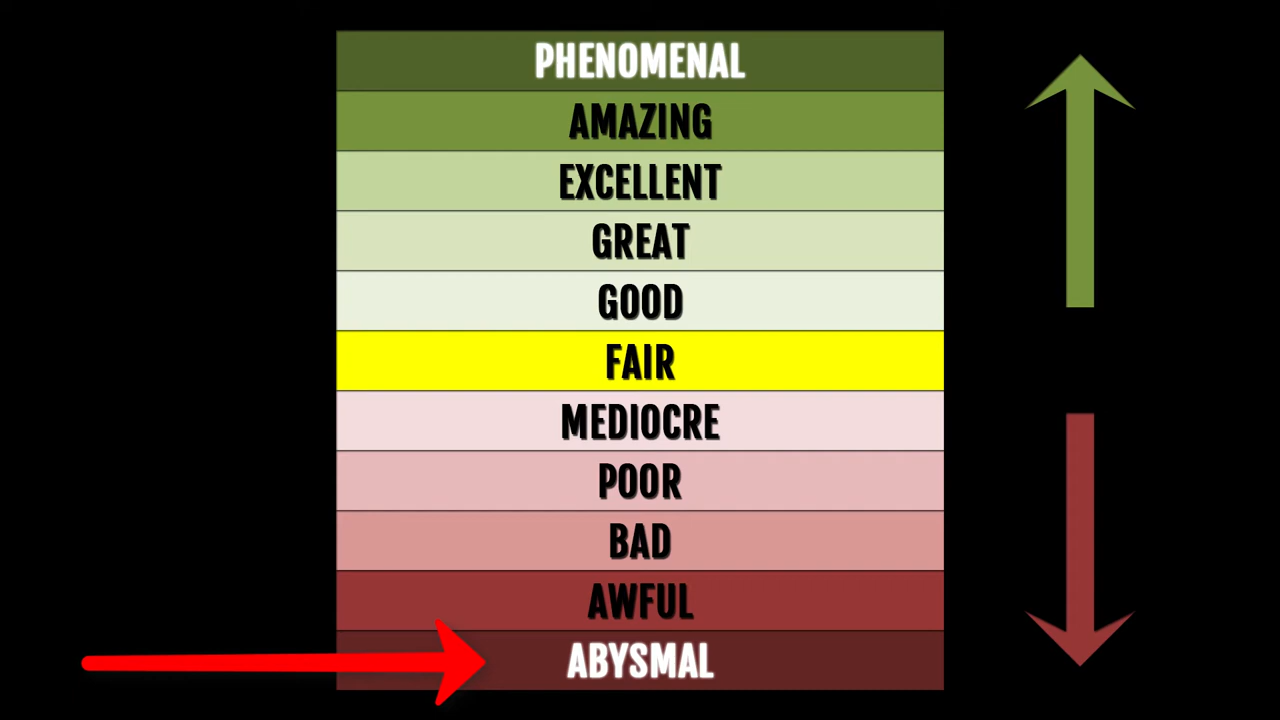 PHENOMENAL
AMAZING
EXCELLENT
GREAT
GOOD
FAIR
MEDIOCRE
POOR
BAD
AWFUL
ABYSMAL